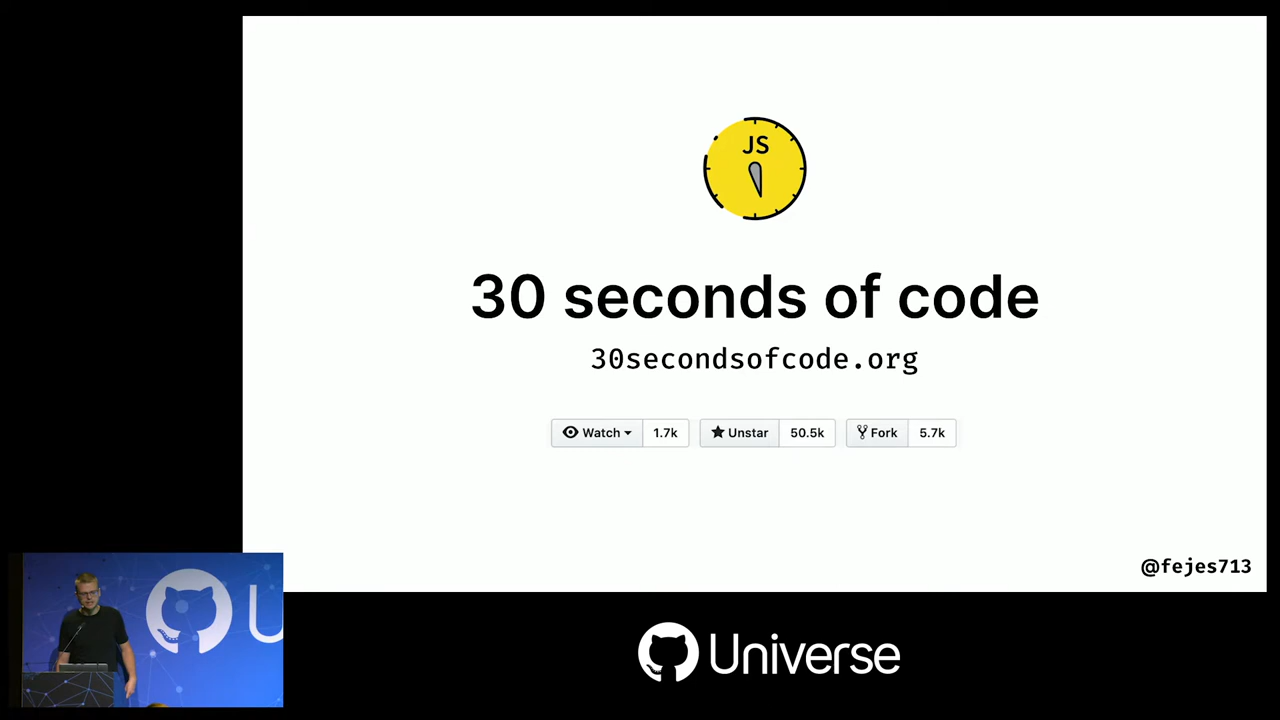 JS
30 seconds of code
30secondsofcode.org
Watch 1.7k Unstar 50.5k Fork 5.7k
@fejes713
U
Universe